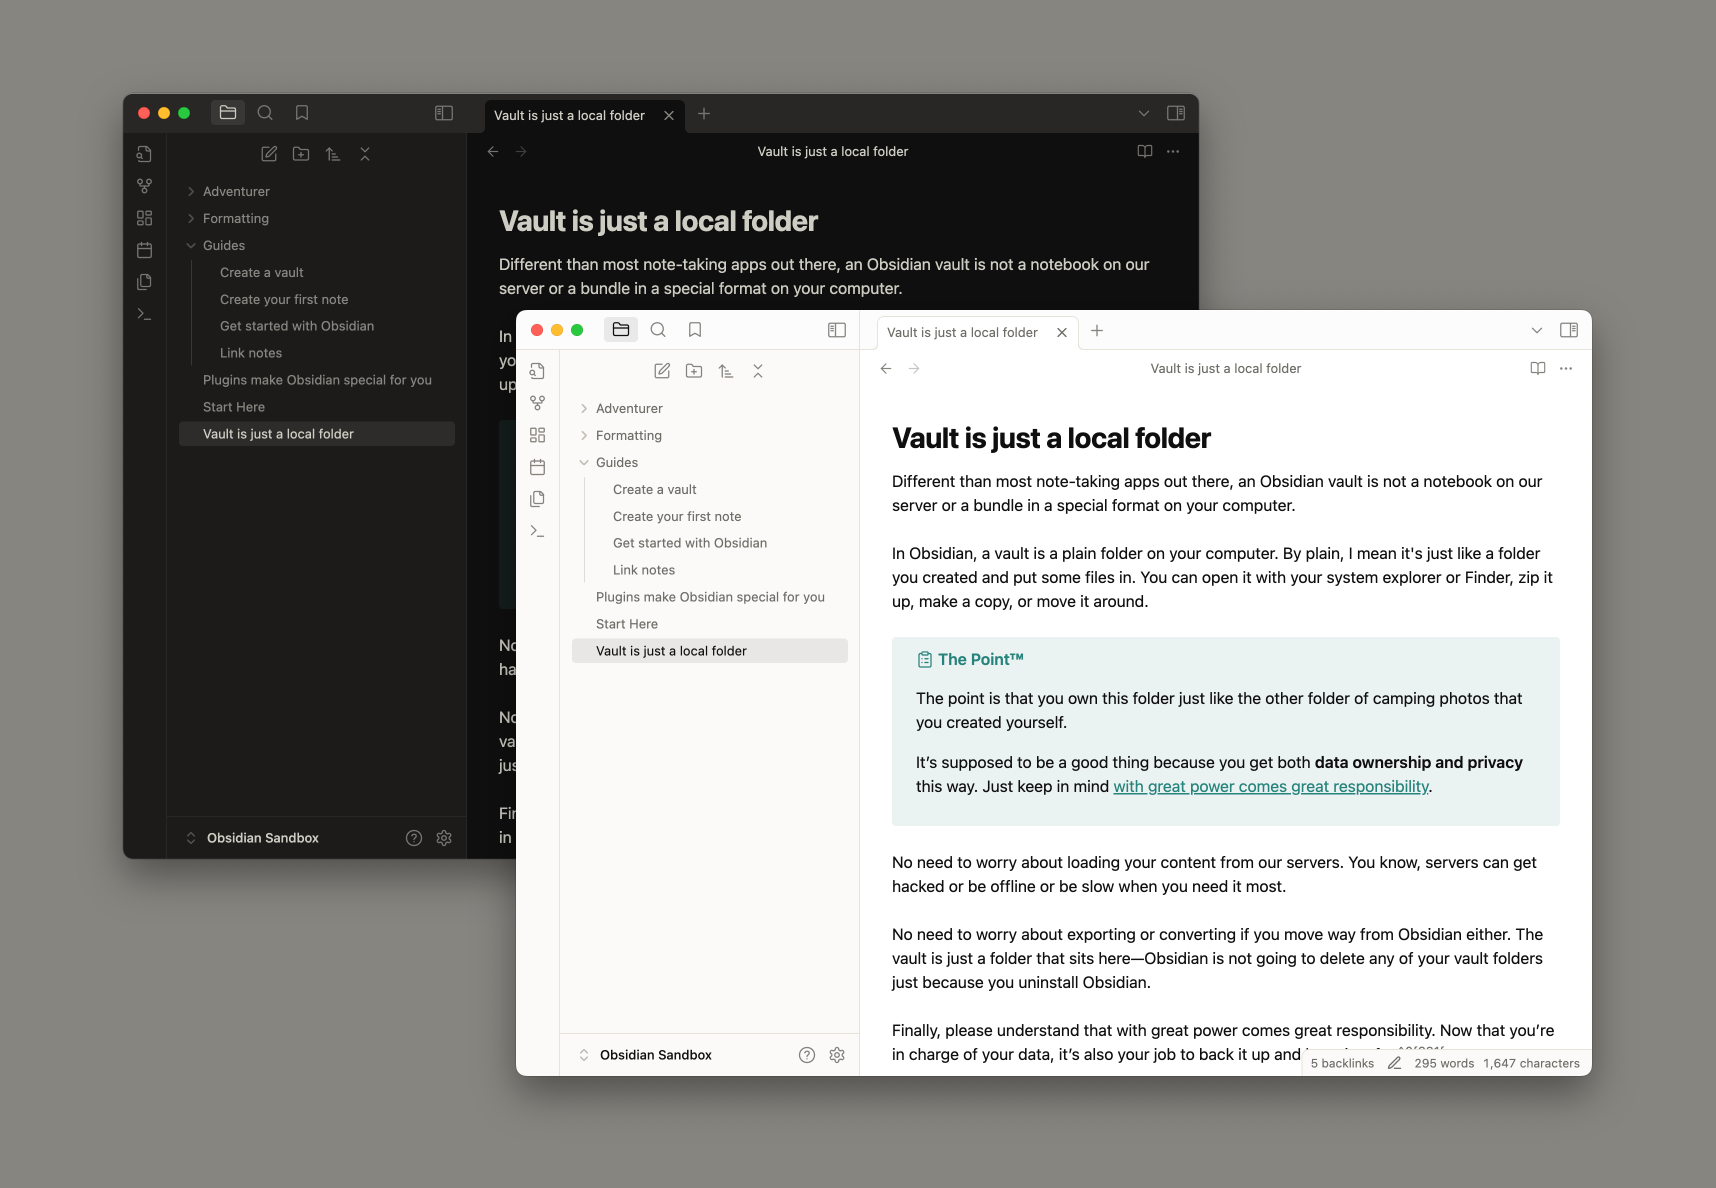 Vault is just a local folder
Vault is just a local folder
Adventurer
Formatting
Guides
Create a vault
Create your first note
Get started with Obsidian
Link notes
Plugins make Obsidian special for you
Start Here
Vault is just a local folder
Obsidian Sandbox
Vault is just a local folder
Different than most note-taking apps out there, an Obsidian vault is not a notebook on our
server or a bundle in a special format on your computer.
In
yo
up
No
ha
No
va
jus
Fin
in
Vault is just a local folder
Vault is just a local folder
Adventurer
Formatting
Guides
Create a vault
Create your first note
Get started with Obsidian
Link notes
Plugins make Obsidian special for you
Start Here
Vault is just a local folder
Obsidian Sandbox
Vault is just a local folder
Different than most note-taking apps out there, an Obsidian vault is not a notebook on our
server or a bundle in a special format on your computer.
In Obsidian, a vault is a plain folder on your computer. By plain, I mean it's just like a folder
you created and put some files in. You can open it with your system explorer or Finder, zip it
up, make a copy, or move it around.
The Point™
The point is that you own this folder just like the other folder of camping photos that
you created yourself.
It’s supposed to be a good thing because you get both data ownership and privacy
this way. Just keep in mind with great power comes great responsibility.
No need to worry about loading your content from our servers. You know, servers can get
hacked or be offline or be slow when you need it most.
No need to worry about exporting or converting if you move way from Obsidian either. The
vault is just a folder that sits here—Obsidian is not going to delete any of your vault folders
just because you uninstall Obsidian.
Finally, please understand that with great power comes great responsibility. Now that you’re
in charge of your data, it’s also your job to back it up and
5 backlinks 295 words 1,647 characters